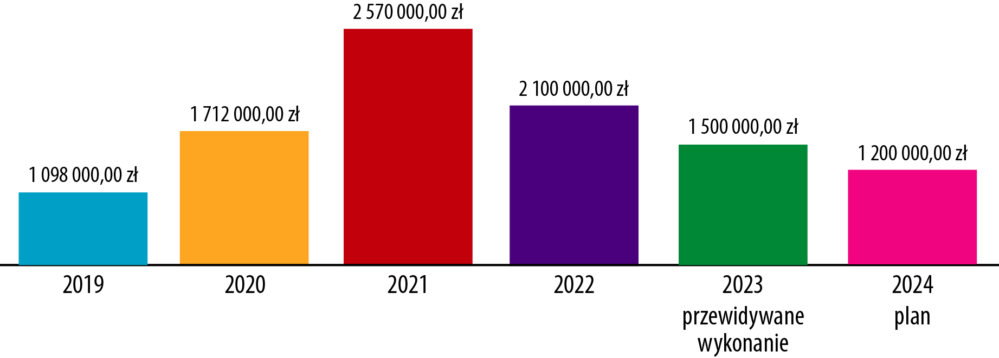 2 570 000,00 zł
2 100 000,00 zł
1 712 000,00 zł
1 500 000,00 zł
1 200 000,00 zł
1 098 000,00 zł
2019 2020 2021 2022 2023 2024
przewidywane plan
wykonanie